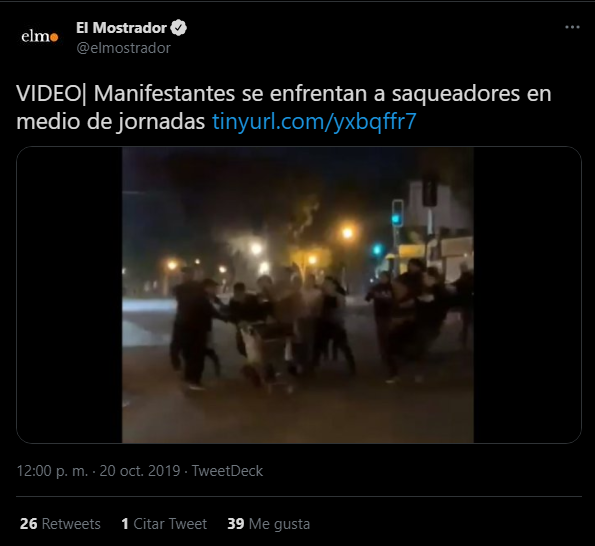 elmo
El Mostrador
@elmostrador
VIDEO| Manifestantes se enfrentan a saqueadores en
medio de jornadas tinyurl.com/yxbqffr7
12:00 p. m. · 20 oct. 2019 · TweetDeck
26 Retweets 1 Citar Tweet 39 Me gusta